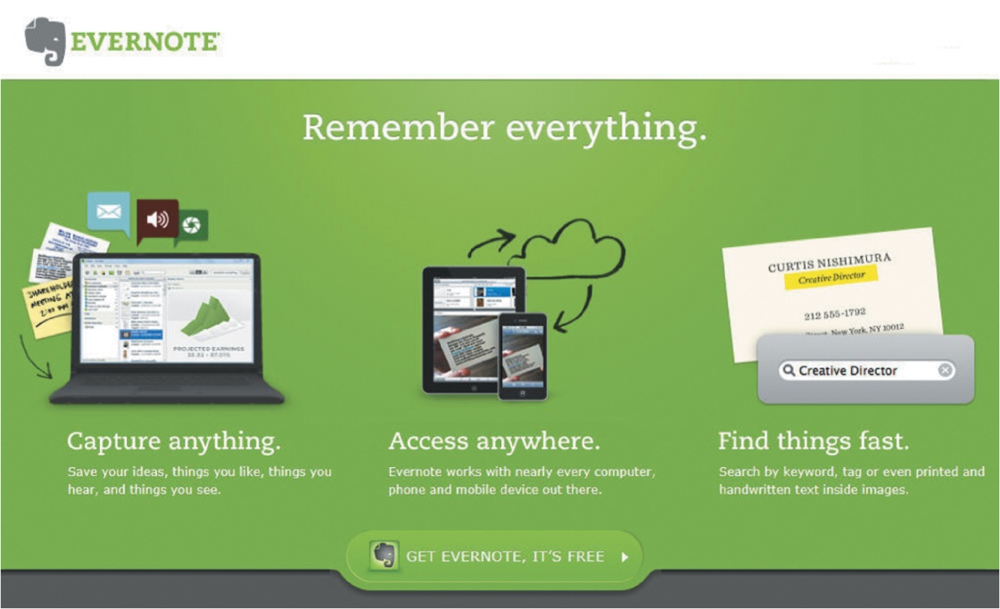 EVERNOTE
Remember everything.
SHAREHOLDER
MEETING AT
2:00 PM
PROJECTED EARNINGS
CURTIS NISHIMURA
Creative Director
212 555-1792
Street, New York, NY 10012
Creative Director
Capture anything.
Save your ideas, things you like, things you
hear, and things you see.
Access anywhere.
Evernote works with nearly every computer,
phone and mobile device out there.
Find things fast.
Search by keyword, tag or even printed and
handwritten text inside images.
GET EVERNOTE, IT'S FREE